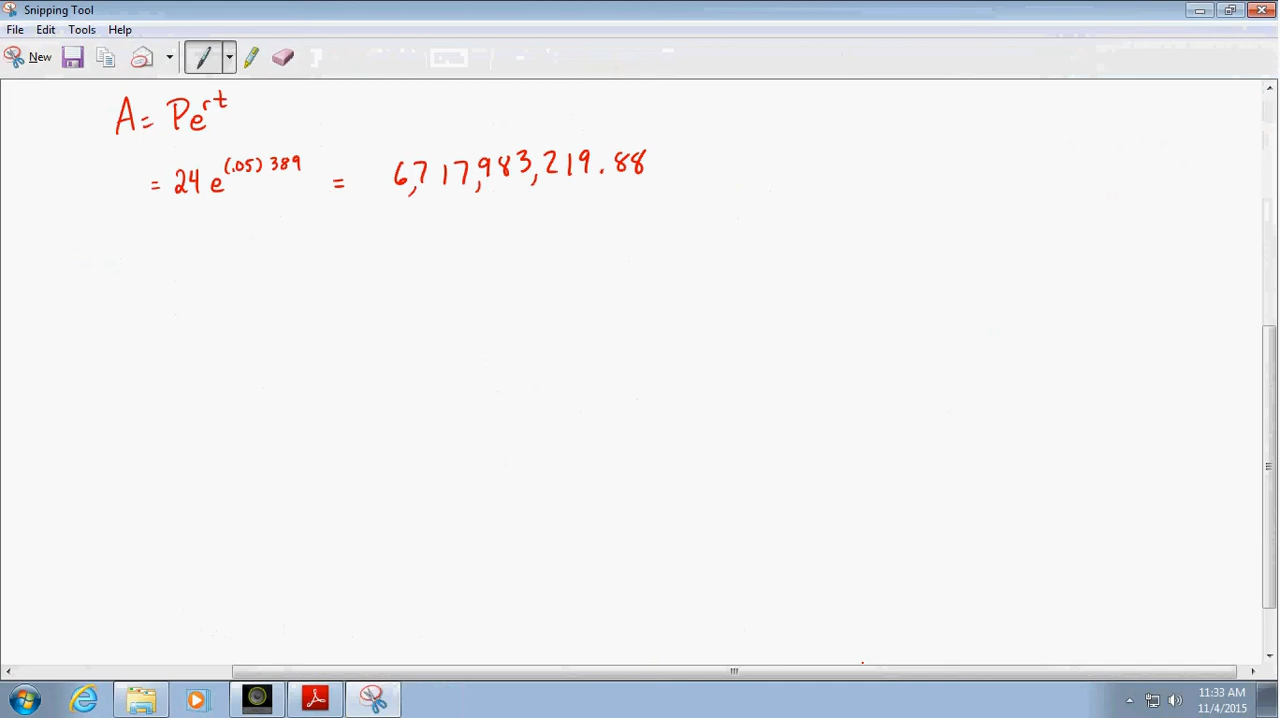 Snipping Tool
File Edit Tools Help
New
A = Pe^rt
= 24 e^(.05) 389 = 6,717,983,219.88
11:33 AM
11/4/2015